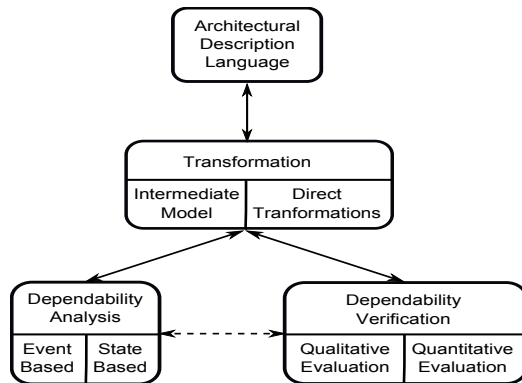 Architectural
Description
Language
Transformation
Intermediate
Model
Direct
Tranformations
Dependability
Analysis
Event
Based
State
Based
Dependability
Verification
Qualitative
Evaluation
Quantitative
Evaluation